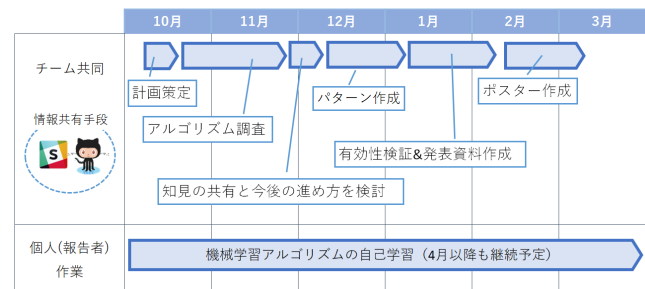 10月 11月 12月 1月 2月 3月
チーム共同
計画策定
アルゴリズム調査
パターン作成
ポスター作成
情報共有手段
S
有効性検証&発表資料作成
知見の共有と今後の進め方を検討
個人(報告者)
作業
機械学習アルゴリズムの自己学習（4月以降も継続予定）